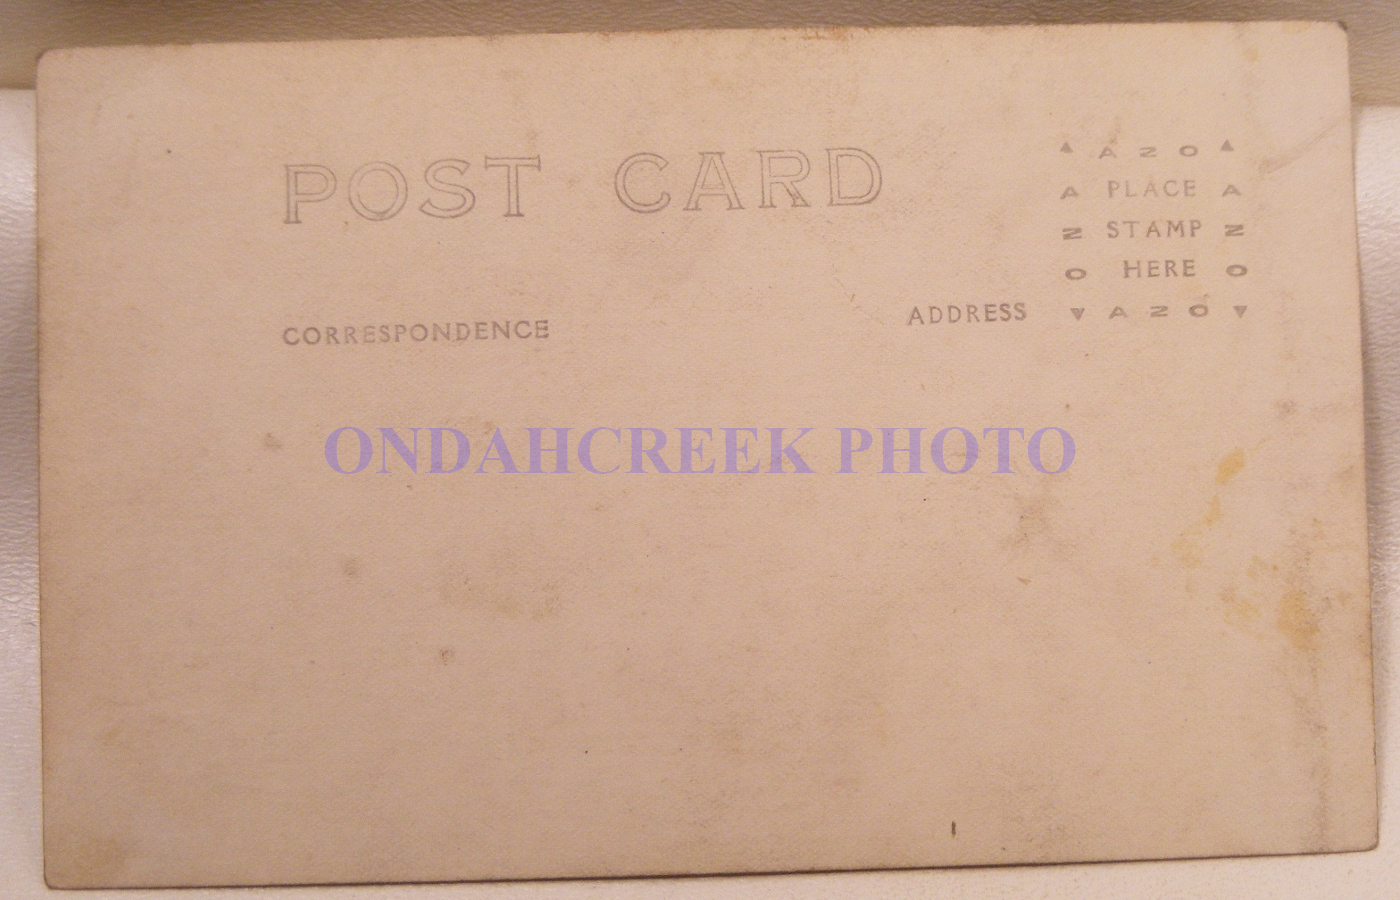 POST CARD
▲ AZO ▲
A PLACE A
Z STAMP Z
O HERE O
▼ AZO ▼
CORRESPONDENCE
ADDRESS
ONDAHCREEK PHOTO